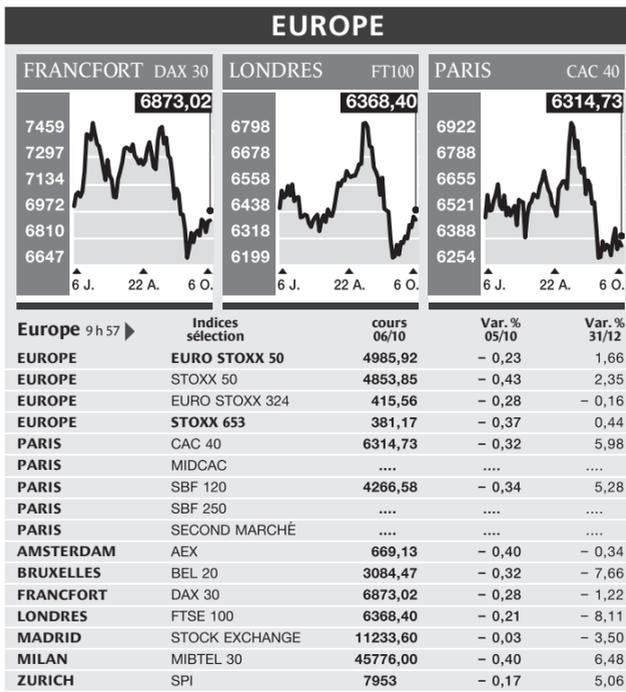 EUROPE
FRANCFORT DAX 30
6873,02
7459
7297
7134
6972
6810
6647
6 J. 22 A. 6 O.
LONDRES FT100
6368,40
6798
6678
6558
6438
6318
6199
6 J. 22 A. 6 O.
PARIS CAC 40
6314,73
6922
6788
6655
6521
6388
6254
6 J. 22 A. 6 O.
Europe 9 h 57 Indices sélection cours 06/10 Var. % 05/10 Var. % 31/12
EUROPE EURO STOXX 50 4985,92 – 0,23 1,66
EUROPE STOXX 50 4853,85 – 0,43 2,35
EUROPE EURO STOXX 324 415,56 – 0,28 – 0,16
EUROPE STOXX 653 381,17 – 0,37 0,44
PARIS CAC 40 6314,73 – 0,32 5,98
PARIS MIDCAC .... .... ....
PARIS SBF 120 4266,58 – 0,34 5,28
PARIS SBF 250 .... .... ....
PARIS SECOND MARCHÉ .... .... ....
AMSTERDAM AEX 669,13 – 0,40 – 0,34
BRUXELLES BEL 20 3084,47 – 0,32 – 7,66
FRANCFORT DAX 30 6873,02 – 0,28 – 1,22
LONDRES FTSE 100 6368,40 – 0,21 – 8,11
MADRID STOCK EXCHANGE 11233,60 – 0,03 – 3,50
MILAN MIBTEL 30 45776,00 – 0,40 6,48
ZURICH SPI 7953 – 0,17 5,06